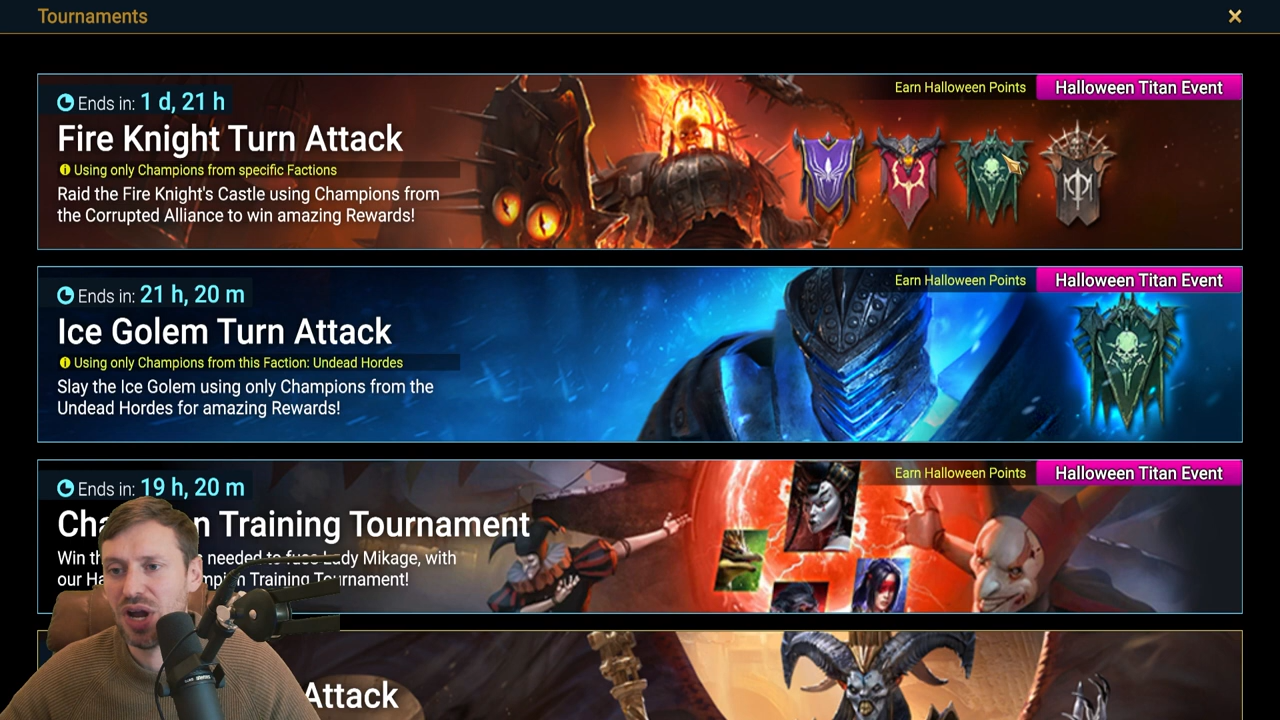 Tournaments
Ends in: 1 d, 21 h
Earn Halloween Points
Halloween Titan Event
Fire Knight Turn Attack
Using only Champions from specific Factions
Raid the Fire Knight's Castle using Champions from
the Corrupted Alliance to win amazing Rewards!
Ends in: 21 h, 20 m
Earn Halloween Points
Halloween Titan Event
Ice Golem Turn Attack
Using only Champions from this Faction: Undead Hordes
Slay the Ice Golem using only Champions from the
Undead Hordes for amazing Rewards!
Ends in: 19 h, 20 m
Earn Halloween Points
Halloween Titan Event
Training Tournament
Win needed to fuse Lady Mikage, with
our Training Tournament!
Attack